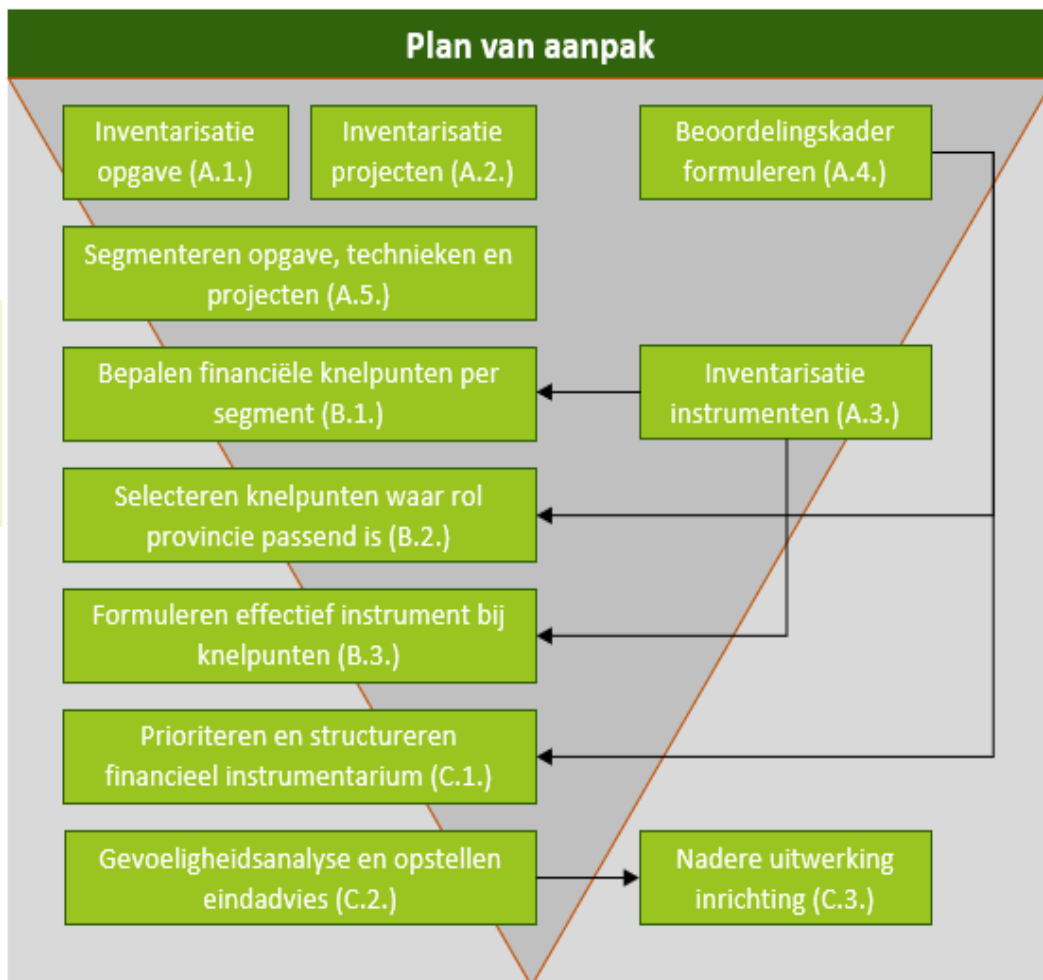 Plan van aanpak
Inventarisatie
opgave (A.1.)
Inventarisatie
projecten (A.2.)
Beoordelingskader
formuleren (A.4.)
Segmenteren opgave, technieken en
projecten (A.5.)
Bepalen financiële knelpunten per
segment (B.1.)
Inventarisatie
instrumenten (A.3.)
Selecteren knelpunten waar rol
provincie passend is (B.2.)
Formuleren effectief instrument bij
knelpunten (B.3.)
Prioriteren en structureren
financieel instrumentarium (C.1.)
Gevoeligheidsanalyse en opstellen
eindadvies (C.2.)
Nadere uitwerking
inrichting (C.3.)